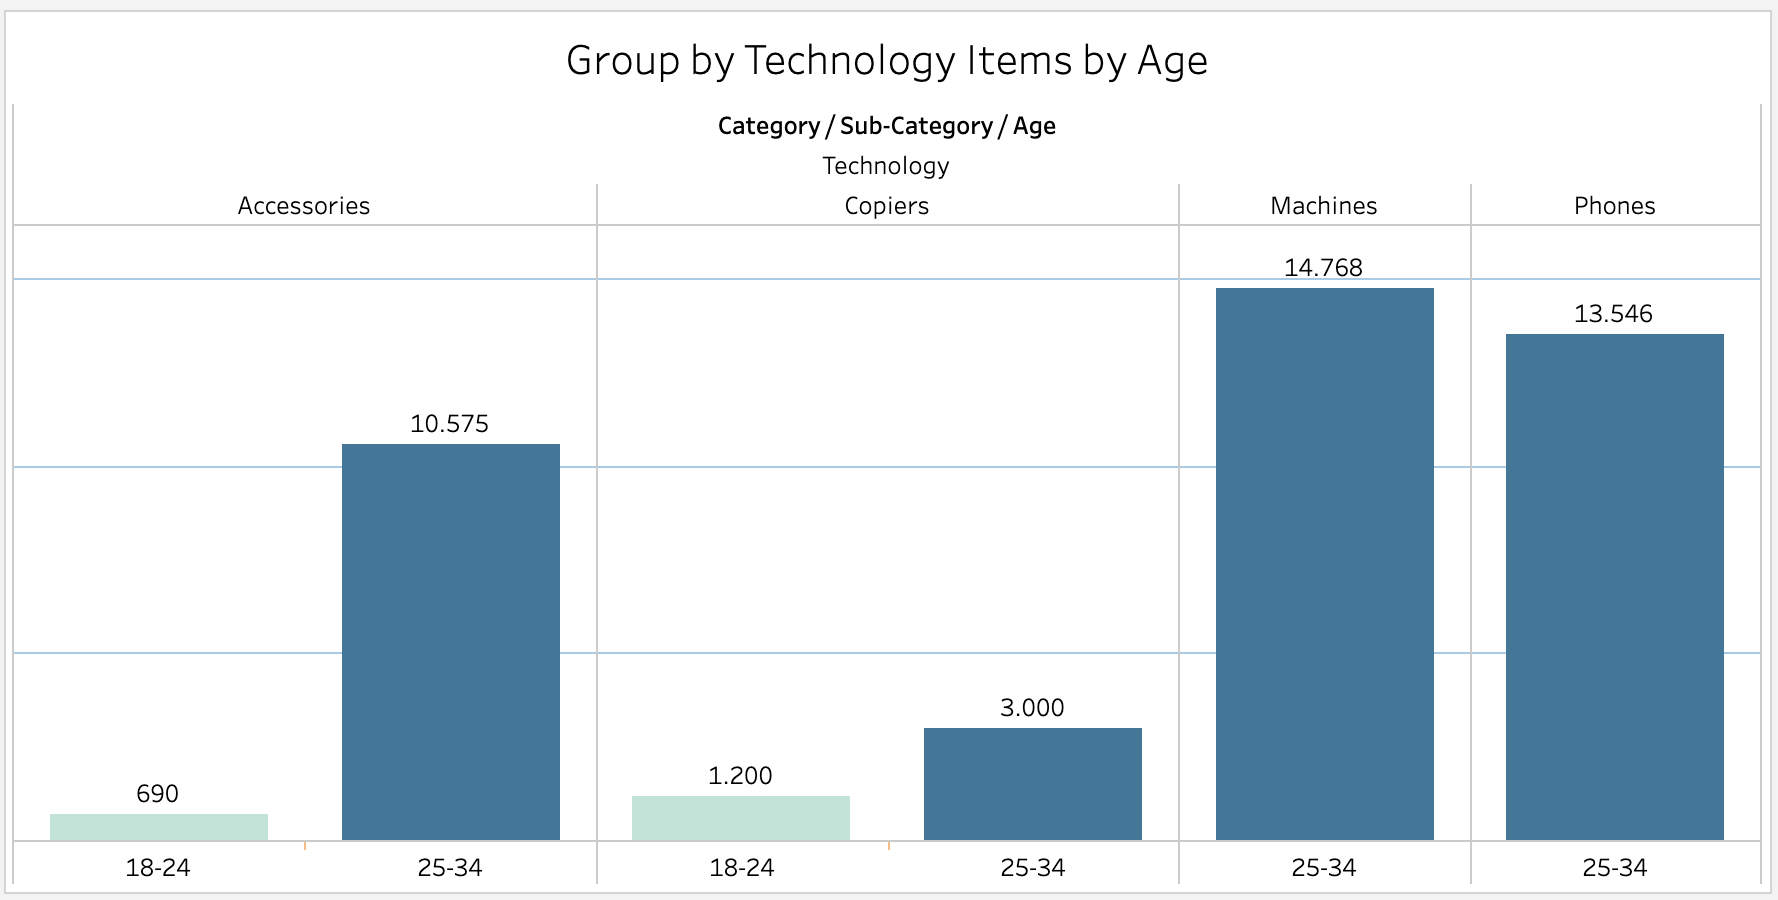 Group by Technology Items by Age
Category / Sub-Category / Age
Technology
Accessories Copiers Machines Phones
14.768
13.546
10.575
3.000
1.200
690
18-24 25-34 18-24 25-34 25-34 25-34